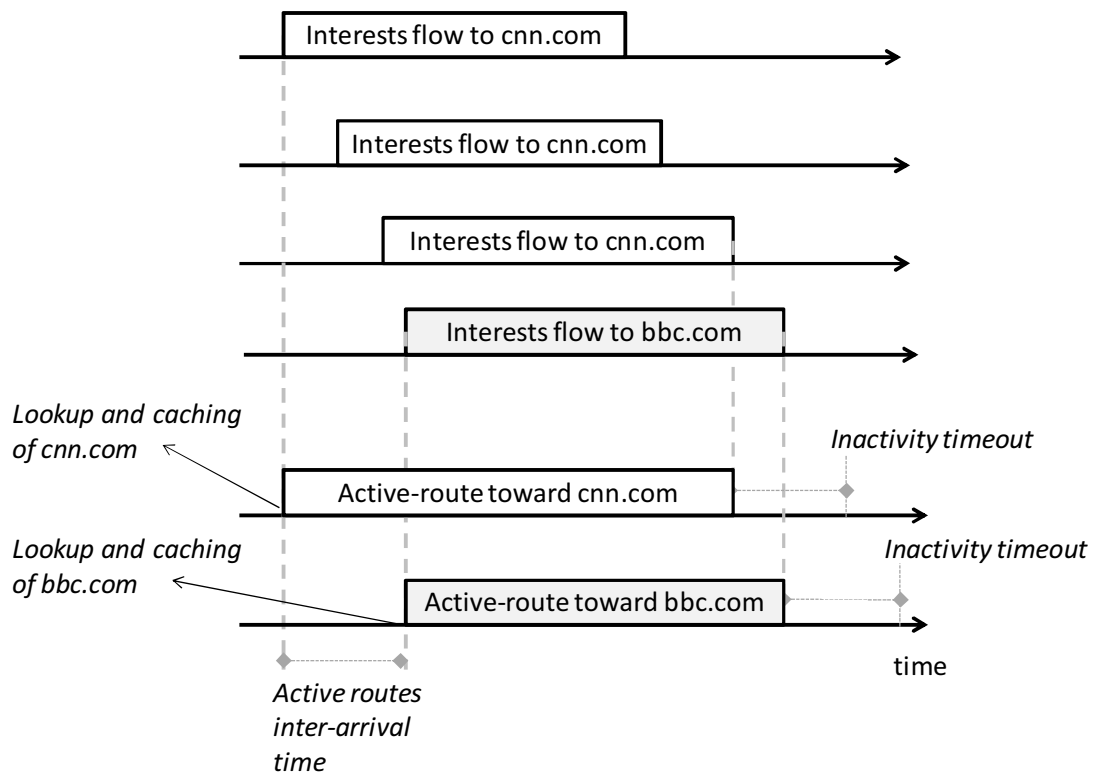 Interests flow to cnn.com
Interests flow to cnn.com
Interests flow to cnn.com
Interests flow to bbc.com
Lookup and caching
of cnn.com
Inactivity timeout
Active-route toward cnn.com
Lookup and caching
of bbc.com
Inactivity timeout
Active-route toward bbc.com
time
Active routes
inter-arrival
time